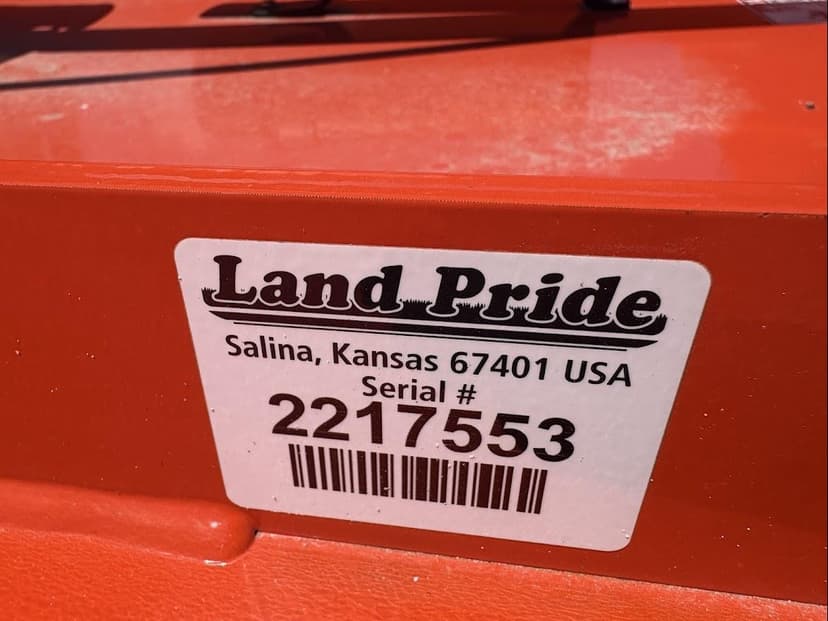 Land Pride
Salina, Kansas 67401 USA
Serial #
2217553